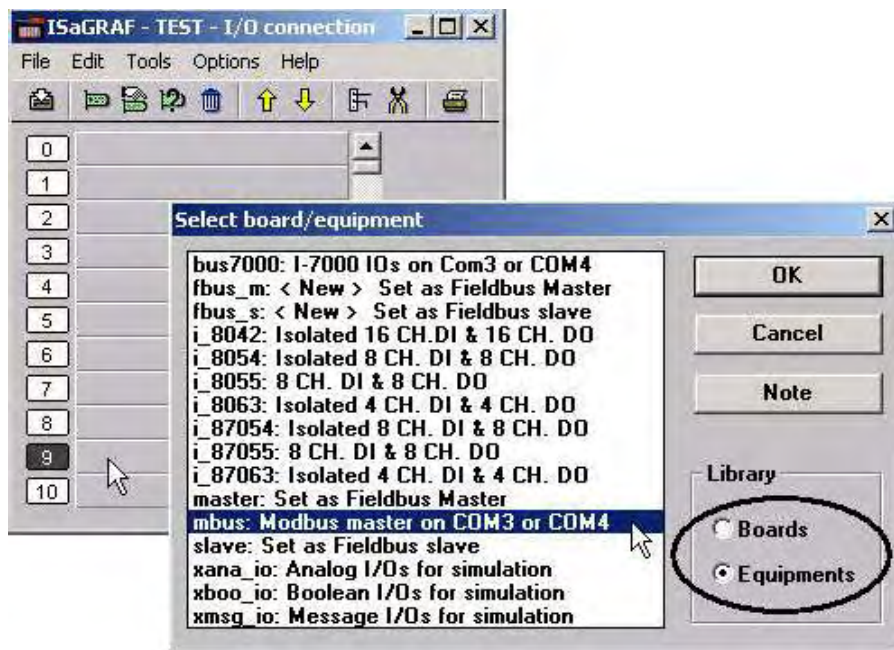 ISaGRAF - TEST - I/O connection
File Edit Tools Options Help
0
1
2
3
4
5
6
7
8
9
10
Select board/equipment
bus7000: I-7000 IOs on Com3 or COM4
fbus_m: < New > Set as Fieldbus Master
fbus_s: < New > Set as Fieldbus slave
i_8042: Isolated 16 CH.DI & 16 CH. DO
i_8054: Isolated 8 CH. DI & 8 CH. DO
i_8055: 8 CH. DI & 8 CH. DO
i_8063: Isolated 4 CH. DI & 4 CH. DO
i_87054: Isolated 8 CH. DI & 8 CH. DO
i_87055: 8 CH. DI & 8 CH. DO
i_87063: Isolated 4 CH. DI & 4 CH. DO
master: Set as Fieldbus Master
mbus: Modbus master on COM3 or COM4
slave: Set as Fieldbus slave
xana_io: Analog I/Os for simulation
xboo_io: Boolean I/Os for simulation
xmsg_io: Message I/Os for simulation
OK
Cancel
Note
Library
Boards
Equipments